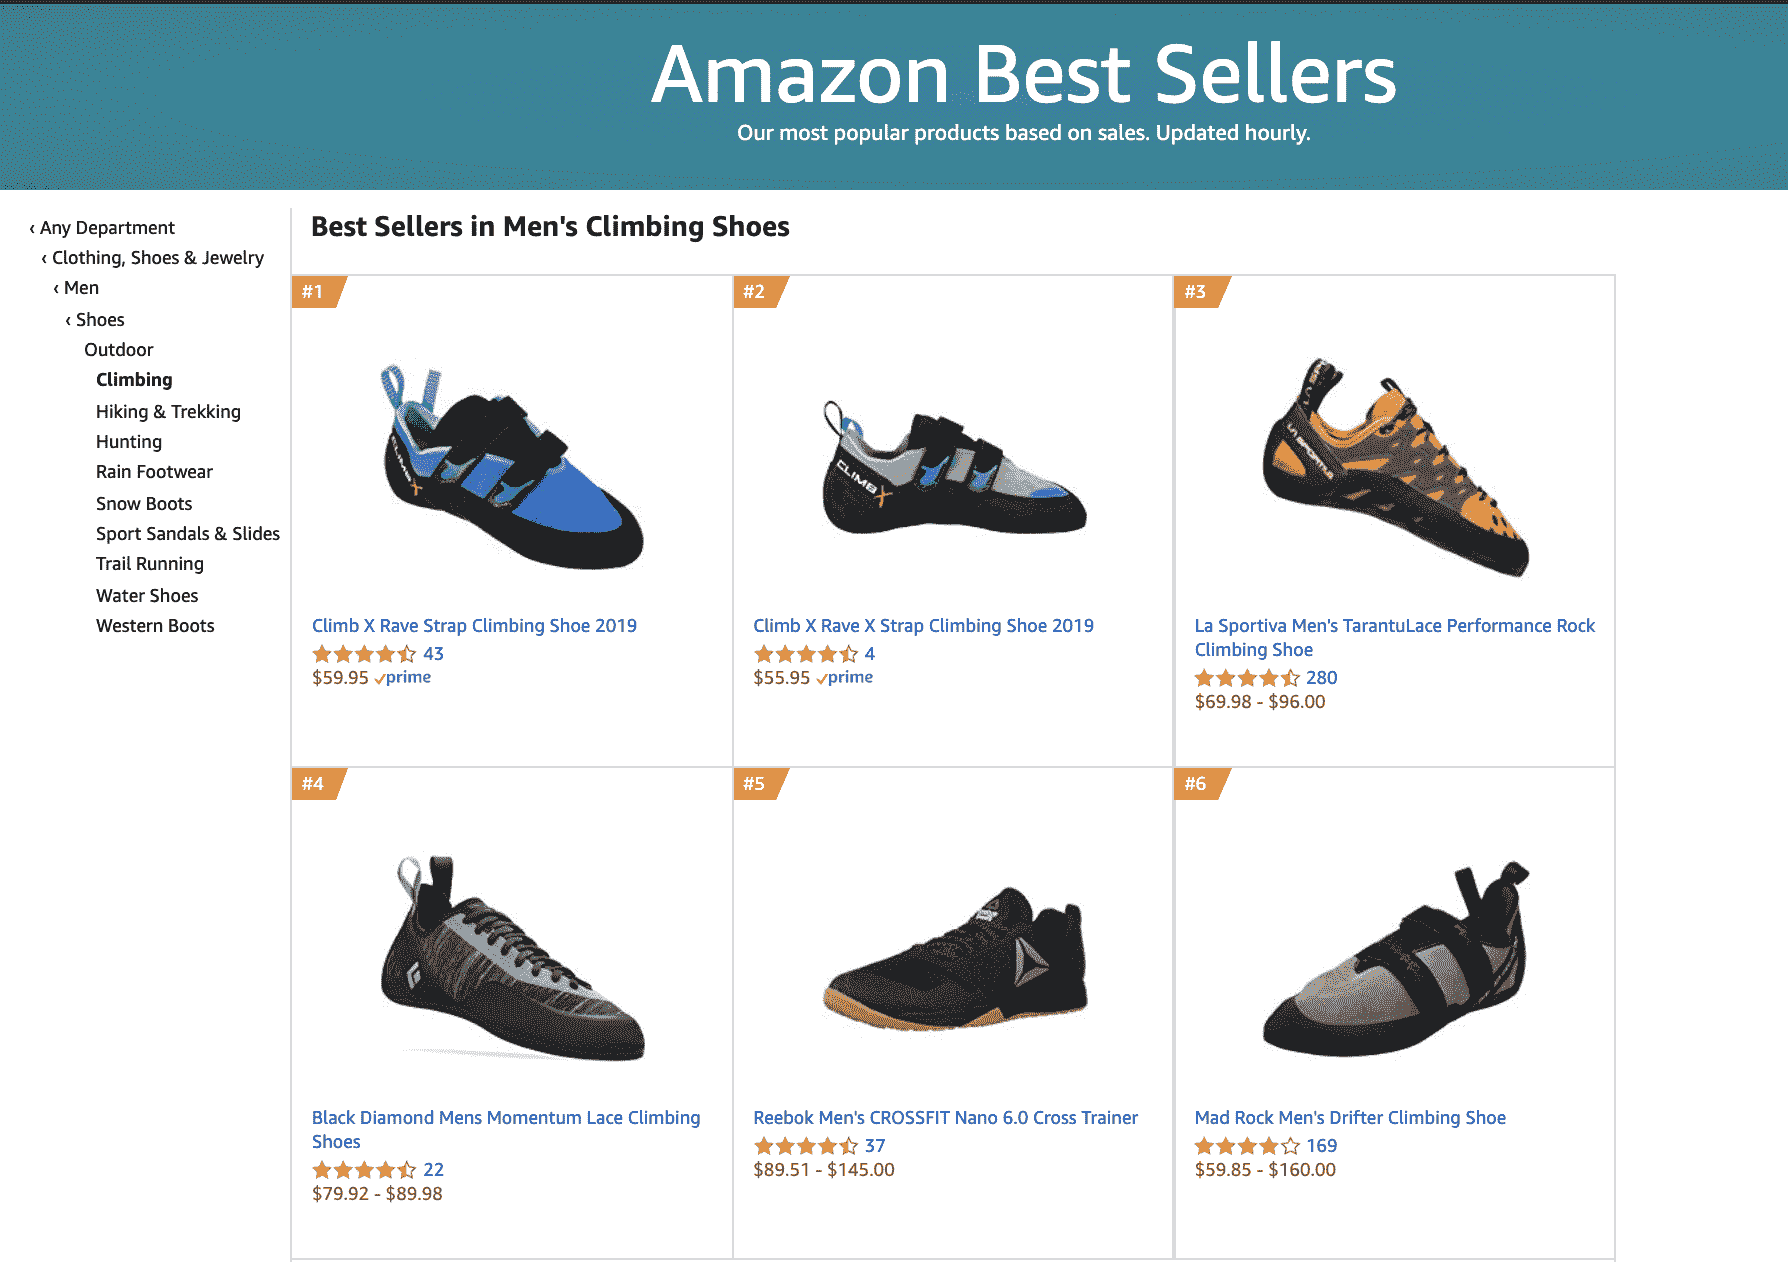 Amazon Best Sellers
Our most popular products based on sales. Updated hourly.
‹ Any Department
‹ Clothing, Shoes & Jewelry
‹ Men
‹ Shoes
Outdoor
Climbing
Hiking & Trekking
Hunting
Rain Footwear
Snow Boots
Sport Sandals & Slides
Trail Running
Water Shoes
Western Boots
Best Sellers in Men's Climbing Shoes
#1
CLIMB X
Climb X Rave Strap Climbing Shoe 2019
43
$59.95 prime
#2
CLIMB X
Climb X Rave X Strap Climbing Shoe 2019
4
$55.95 prime
#3
LA SPORTIVA
La Sportiva Men's TarantuLace Performance Rock
Climbing Shoe
280
$69.98 - $96.00
#4
Black Diamond Mens Momentum Lace Climbing
Shoes
22
$79.92 - $89.98
#5
Reebok Men's CROSSFIT Nano 6.0 Cross Trainer
37
$89.51 - $145.00
#6
Mad Rock Men's Drifter Climbing Shoe
169
$59.85 - $160.00